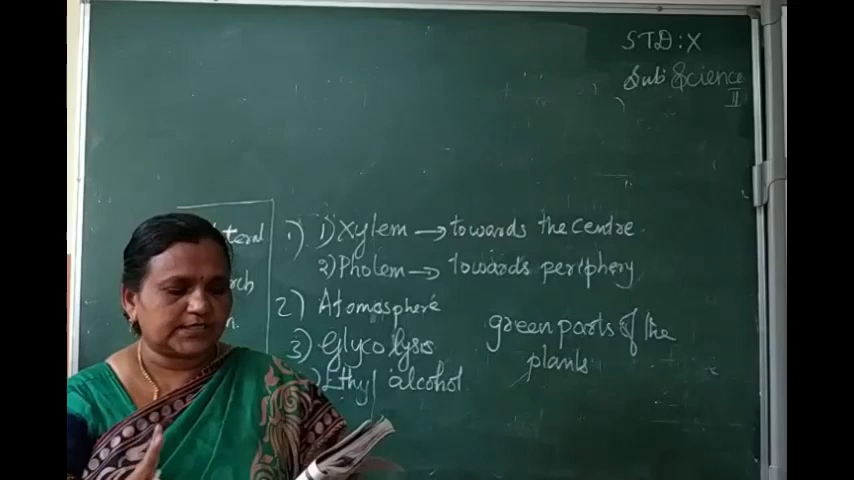 STD : X
Sub Science
II
1) 1) Xylem → towards the centre
2) Pholem → towards periphery
2) Atomosphere
3) Glycolysis
) Ethyl alcohol
green parts of the
plants